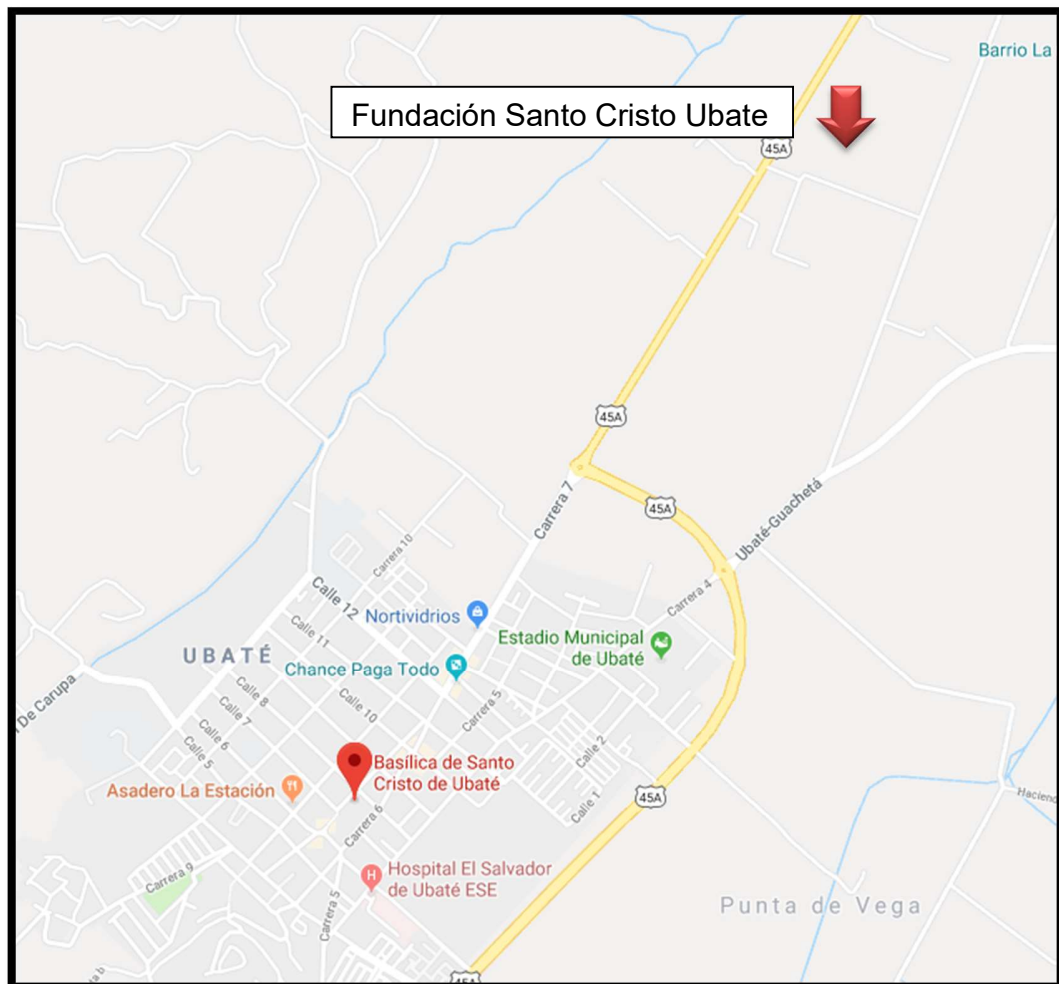 Barrio La
Fundación Santo Cristo Ubate
45A
45A
Carrera 7
45A
Ubaté-Guachetá
Carrera 10
Calle 12
Carrera 4
Nortividrios
Calle 11
Estadio Municipal
de Ubaté
UBATÉ
Chance Paga Todo
Calle 8
Calle 10
Carrera 5
De Carupa
Calle 7
Calle 6
Calle 5
Calle 2
Basílica de Santo
Cristo de Ubaté
Asadero La Estación
45A
Calle 1
Haciend
Carrera 6
Carrera 9
H
Hospital El Salvador
de Ubaté ESE
Carrera 5
Punta de Vega
45A